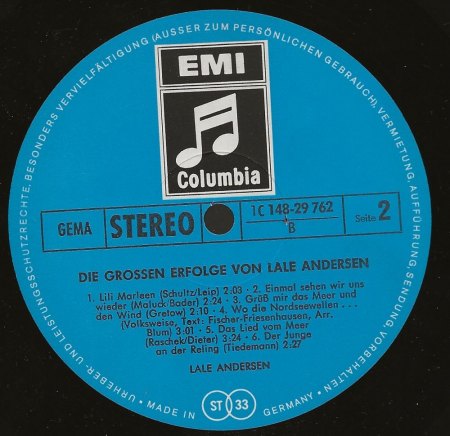 URHEBER- UND LEISTUNGSSCHUTZRECHTE, BESONDERS VERVIELFÄLTIGUNG (AUSSER ZUM PERSÖNLICHEN GEBRAUCH), VERMIETUNG, AUFFÜHRUNG, SENDUNG, VORBEHALTEN
EMI
Columbia
GEMA
STEREO
1C 148-29 762
B
Seite 2
DIE GROSSEN ERFOLGE VON LALE ANDERSEN
1. Lili Marleen (Schultz/Leip) 2:03 · 2. Einmal sehen wir uns
wieder (Maluck/Bader) 2:24 · 3. Grüß mir das Meer und
den Wind (Grelow) 2:10 · 4. Wo die Nordseewellen . . .
(Volksweise, Text: Fischer-Friesenhausen, Arr.
Blum) 3:01 · 5. Das Lied vom Meer
(Raschek/Dieter) 3:24 · 6. Der Junge
an der Reling (Tiedemann) 2:27
LALE ANDERSEN
• MADE IN
ST 33
GERMANY •